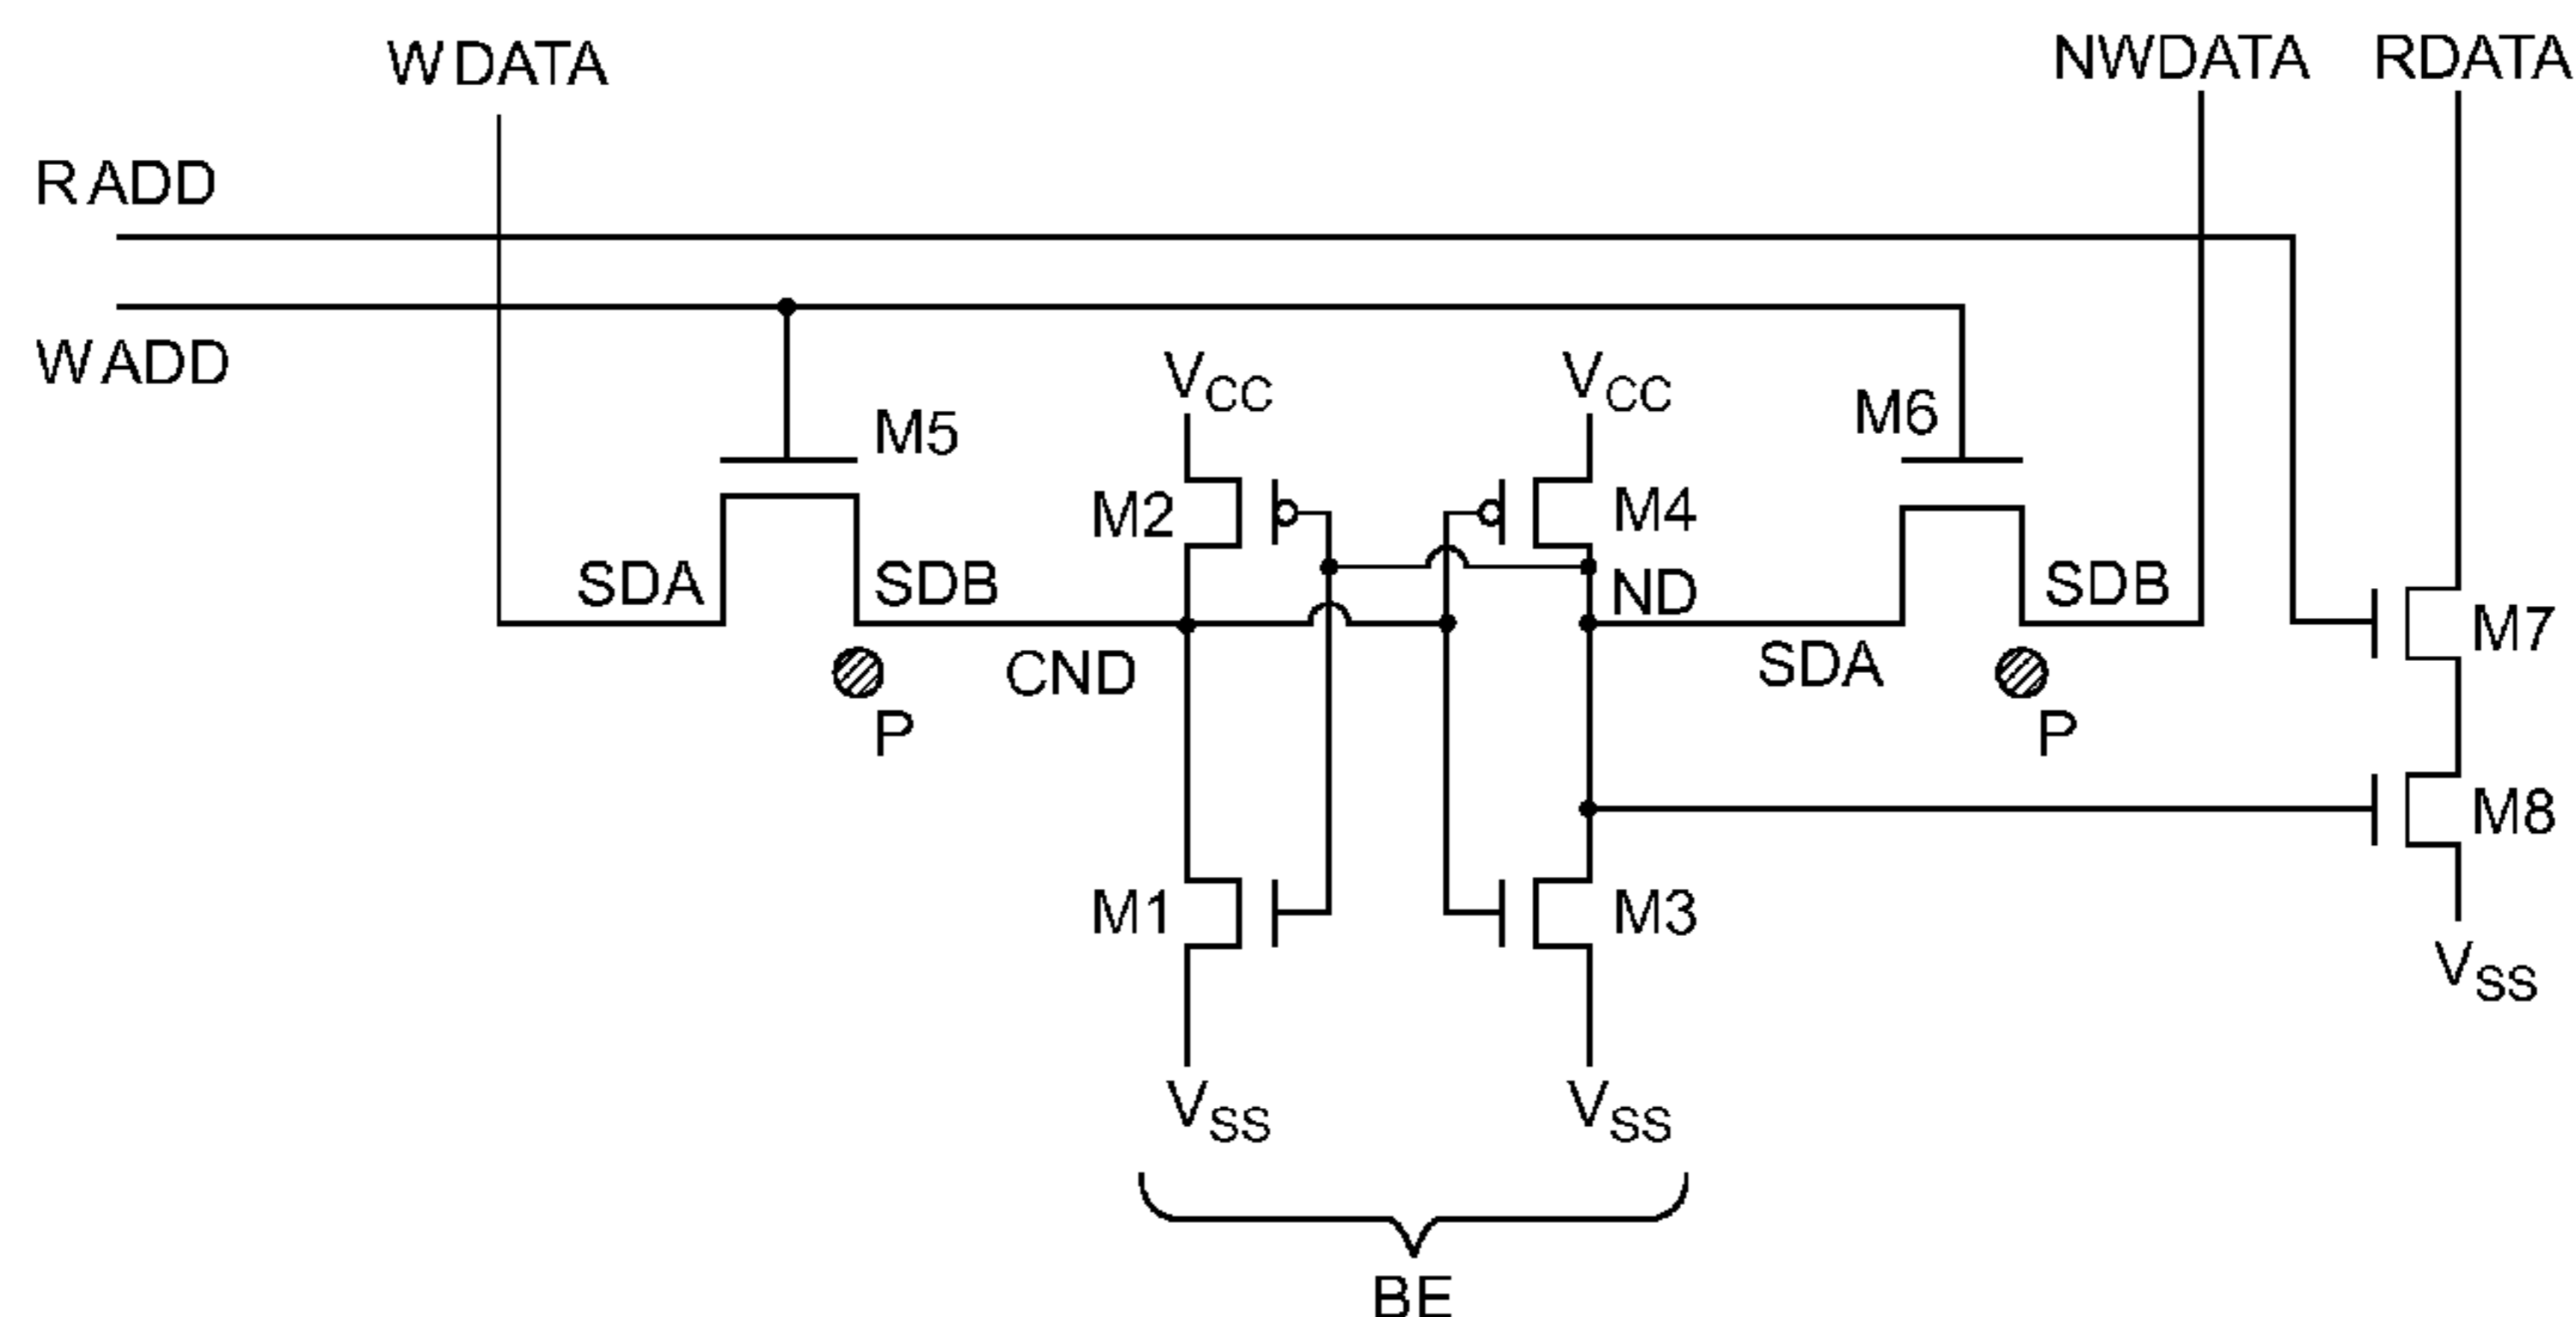 WDATA
NWDATA
RDATA
RADD
WADD
VCC
VCC
M5
M6
M2
M4
SDA
SDB
ND
SDB
M7
CND
SDA
P
P
M8
M1
M3
VSS
VSS
VSS
BE